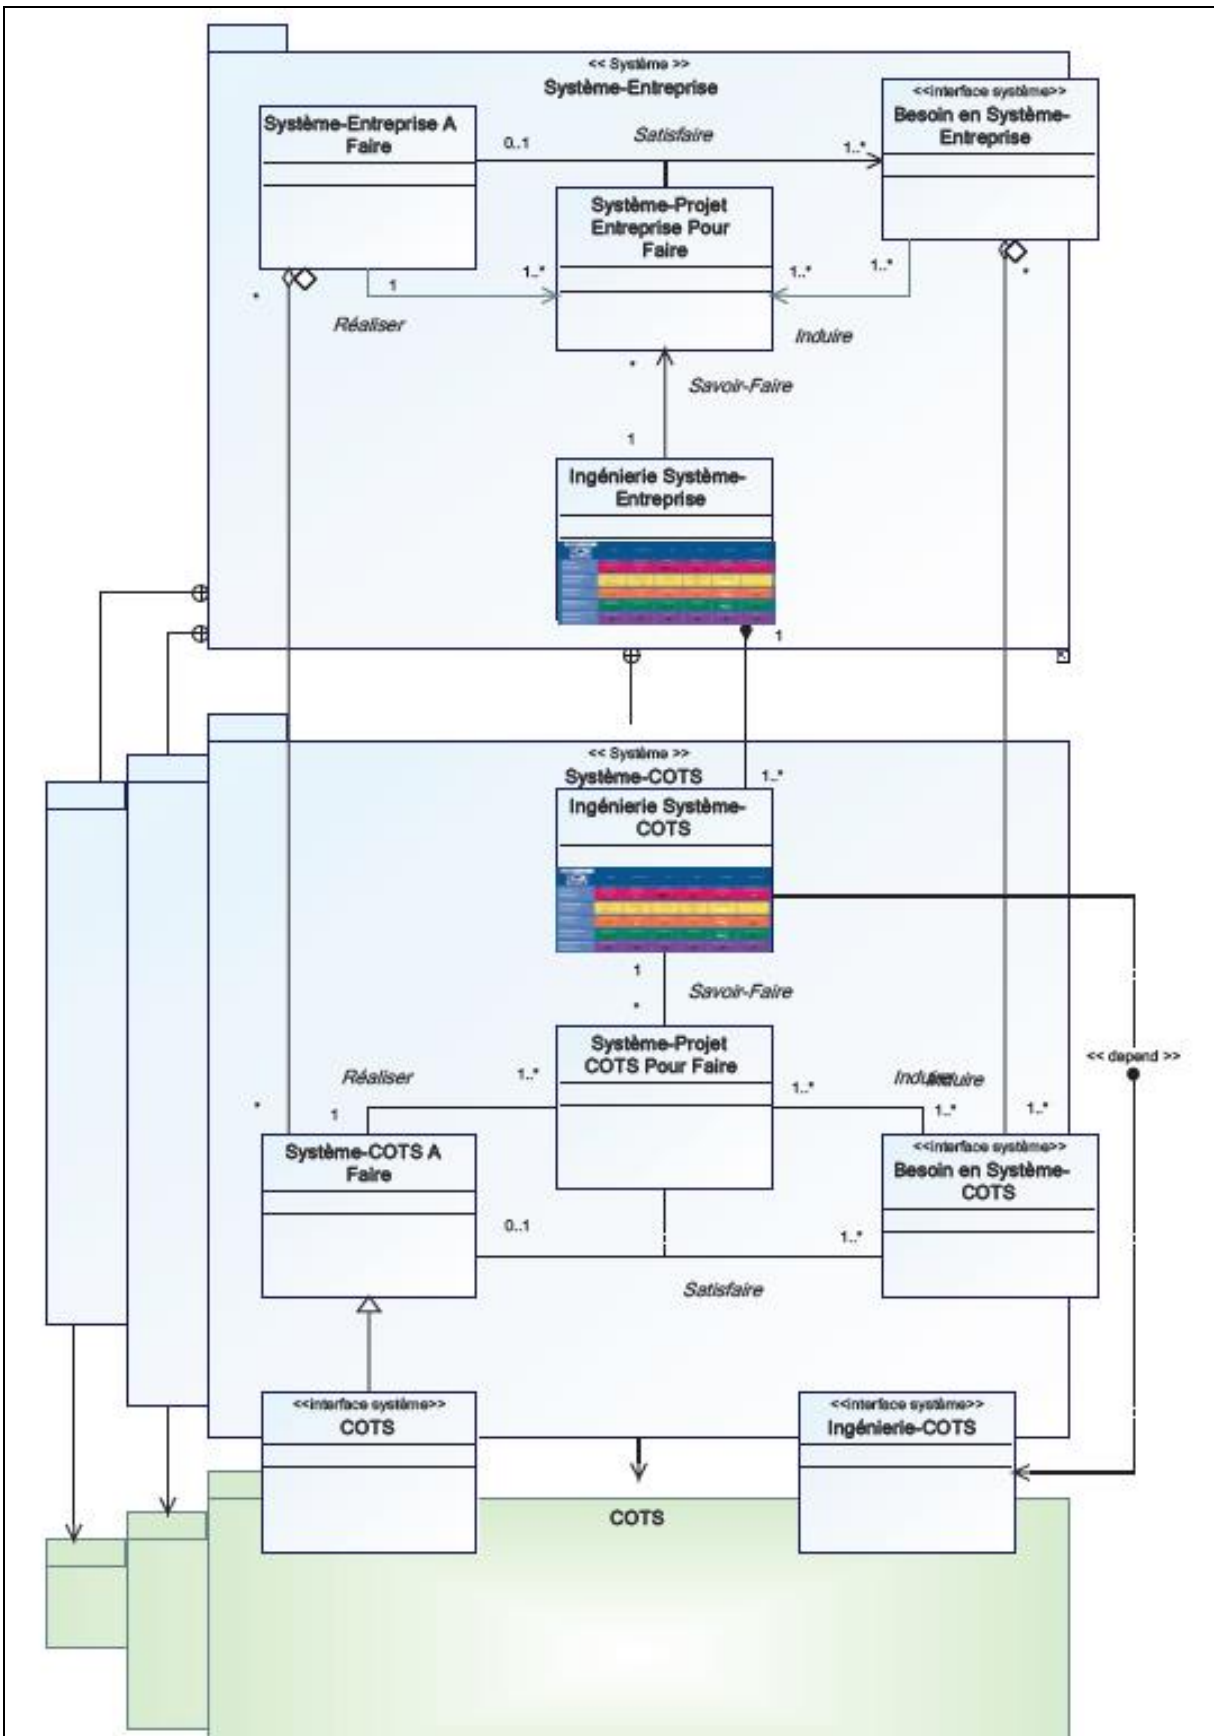 << Système >>
Système-Entreprise
<<interface système>>
Besoin en Système-
Entreprise
Système-Entreprise A
Faire
0..1
Satisfaire
1..*
Système-Projet
Entreprise Pour
Faire
*
1
1..*
1..*
1..*
*
Réaliser
Induire
*
Savoir-Faire
1
Ingénierie Système-
Entreprise
1
<< Système >>
Système-COTS
1..*
Ingénierie Système-
COTS
1
Savoir-Faire
*
Système-Projet
COTS Pour Faire
<< depend >>
Réaliser
1..*
1..*
Induire
Induire
*
1
1..*
1..*
Système-COTS A
Faire
<<interface système>>
Besoin en Système-
COTS
0..1
1..*
Satisfaire
<<interface système>>
COTS
<<interface système>>
Ingénierie-COTS
COTS